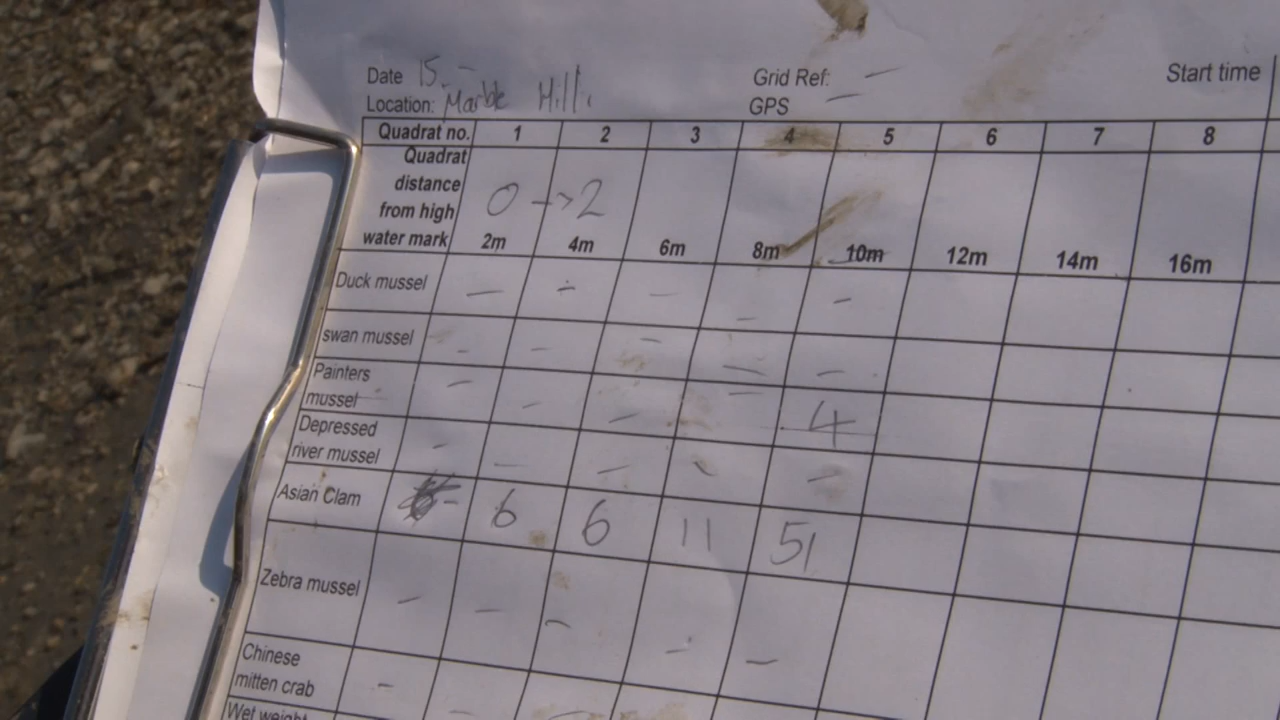 Date 15. -
Grid Ref: —
Start time
Location: Marble Hill.
GPS —
Quadrat no. 1 2 3 4 5 6 7 8
Quadrat
distance
from high
water mark
0 -> 2
2m 4m 6m 8m 10m 12m 14m 16m
Duck mussel - - - - -
swan mussel - - - - -
Painters
mussel - - - - 4
Depressed
river mussel - - - - -
Asian Clam - 6 6 11 51
Zebra mussel - - - - -
Chinese
mitten crab - - -
Wet weight